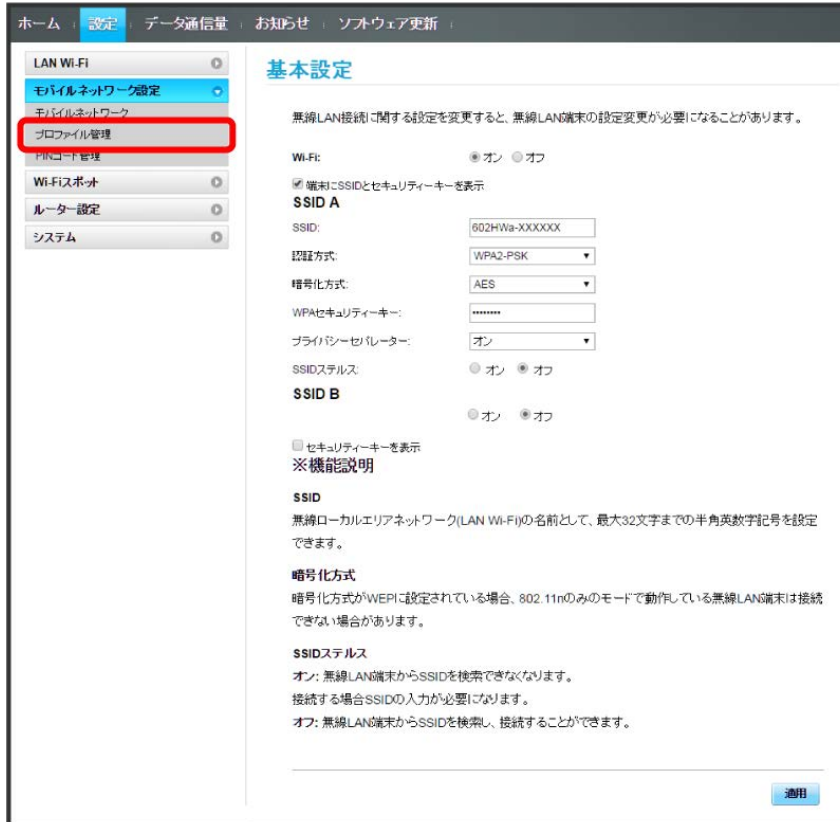 ホーム 設定 データ通信量 お知らせ ソフトウェア更新
LAN Wi-Fi
モバイルネットワーク設定
モバイルネットワーク
プロファイル管理
PINコード管理
Wi-Fiスポット
ルーター設定
システム
基本設定
無線LAN接続に関する設定を変更すると、無線LAN端末の設定変更が必要になることがあります。
Wi-Fi: オン オフ
端末にSSIDとセキュリティーキーを表示
SSID A
SSID: 602HWa-XXXXXX
認証方式: WPA2-PSK
暗号化方式: AES
WPAセキュリティーキー: ••••••••
プライバシーセパレーター: オン
SSIDステルス: オン オフ
SSID B
オン オフ
セキュリティーキーを表示
※機能説明
SSID
無線ローカルエリアネットワーク(LAN Wi-Fi)の名前として、最大32文字までの半角英数字記号を設定
できます。
暗号化方式
暗号化方式がWEPに設定されている場合、802.11nのみのモードで動作している無線LAN端末は接続
できない場合があります。
SSIDステルス
オン: 無線LAN端末からSSIDを検索できなくなります。
接続する場合SSIDの入力が必要になります。
オフ: 無線LAN端末からSSIDを検索し、接続することができます。
適用